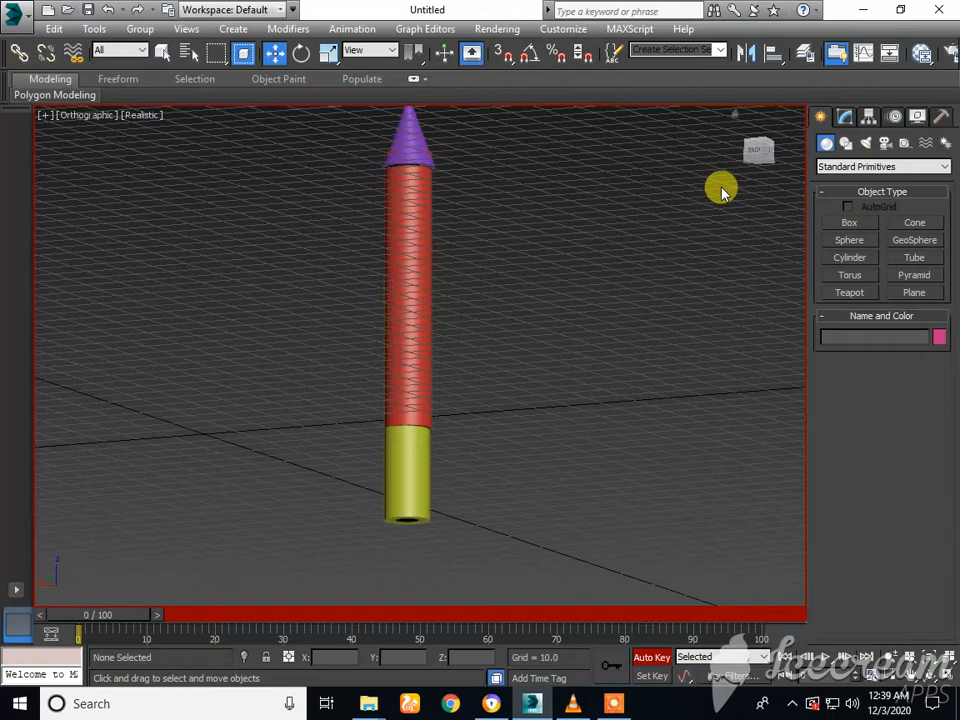 Workspace: Default
Untitled
Type a keyword or phrase
Edit Tools Group Views Create Modifiers Animation Graph Editors Rendering Customize MAXScript Help
All
View
Create Selection Se
Modeling Freeform Selection Object Paint Populate
Polygon Modeling
[+] [Orthographic] [Realistic]
Standard Primitives
- Object Type
AutoGrid
Box Cone
Sphere GeoSphere
Cylinder Tube
Torus Pyramid
Teapot Plane
- Name and Color
z
< 0 / 100 >
0 10 20 30 40 50 60 70 80 90 100
None Selected X: Y: Z: Grid = 10.0 Auto Key Selected
Welcome to M Click and drag to select and move objects Add Time Tag Set Key Key Filters...
Icecream APPS
Search
12:39 AM
12/3/2020